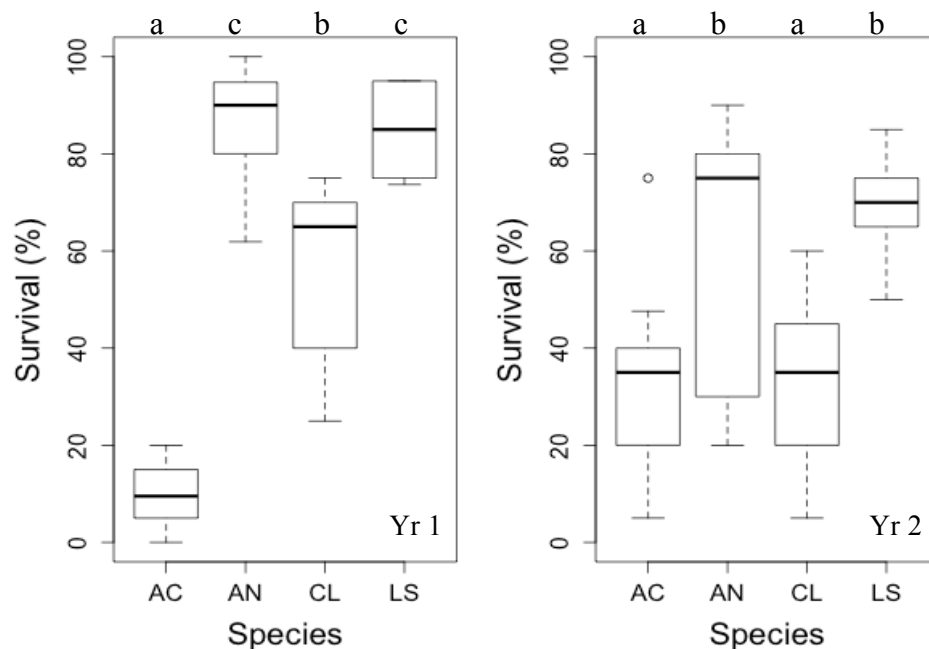 a c b c
Survival (%)
100
80
60
40
20
0
Yr 1
AC AN CL LS
Species
a b a b
Survival (%)
100
80
60
40
20
0
Yr 2
AC AN CL LS
Species